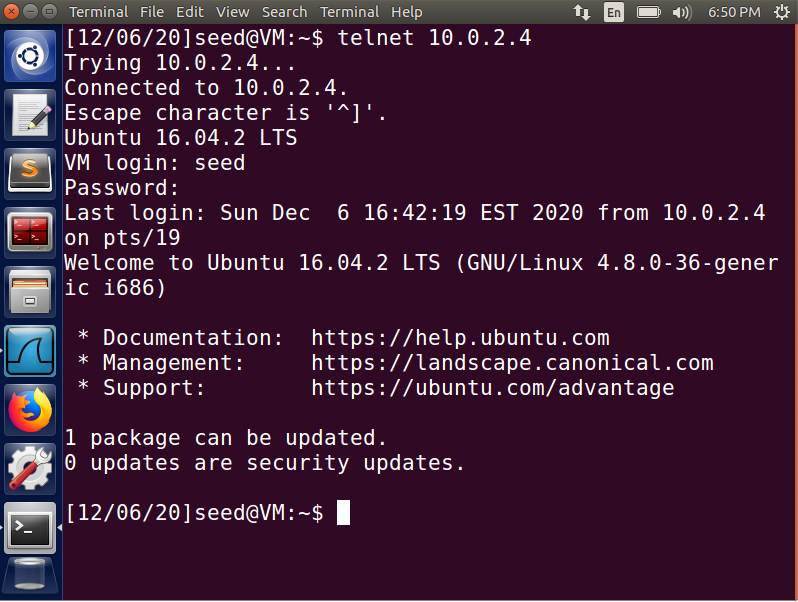 Terminal File Edit View Search Terminal Help En 6:50 PM
[12/06/20]seed@VM:~$ telnet 10.0.2.4
Trying 10.0.2.4...
Connected to 10.0.2.4.
Escape character is '^]'.
Ubuntu 16.04.2 LTS
VM login: seed
Password:
Last login: Sun Dec  6 16:42:19 EST 2020 from 10.0.2.4
on pts/19
Welcome to Ubuntu 16.04.2 LTS (GNU/Linux 4.8.0-36-gener
ic i686)
 * Documentation:  https://help.ubuntu.com
 * Management:     https://landscape.canonical.com
 * Support:        https://ubuntu.com/advantage
1 package can be updated.
0 updates are security updates.
[12/06/20]seed@VM:~$